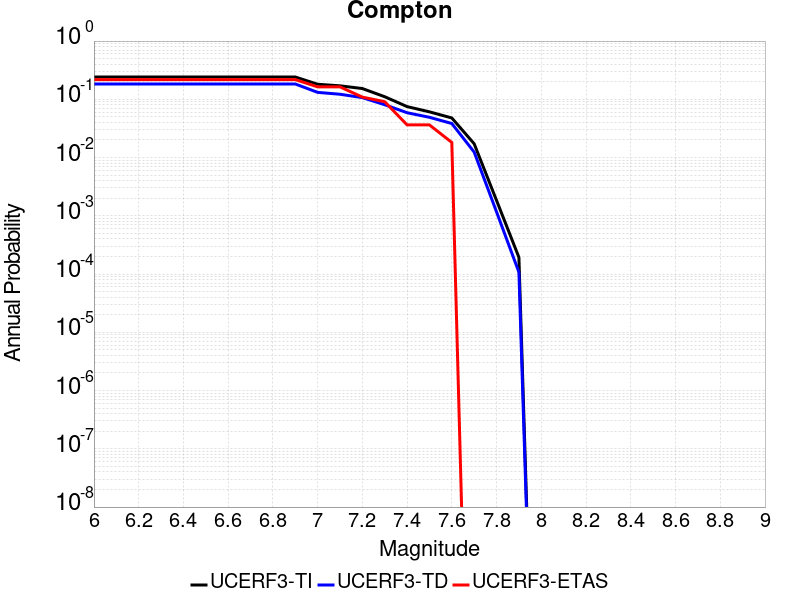 Compton
10^0
10^-1
10^-2
10^-3
10^-4
10^-5
10^-6
10^-7
10^-8
Annual Probability
6 6.2 6.4 6.6 6.8 7 7.2 7.4 7.6 7.8 8 8.2 8.4 8.6 8.8 9
Magnitude
UCERF3-TI UCERF3-TD UCERF3-ETAS